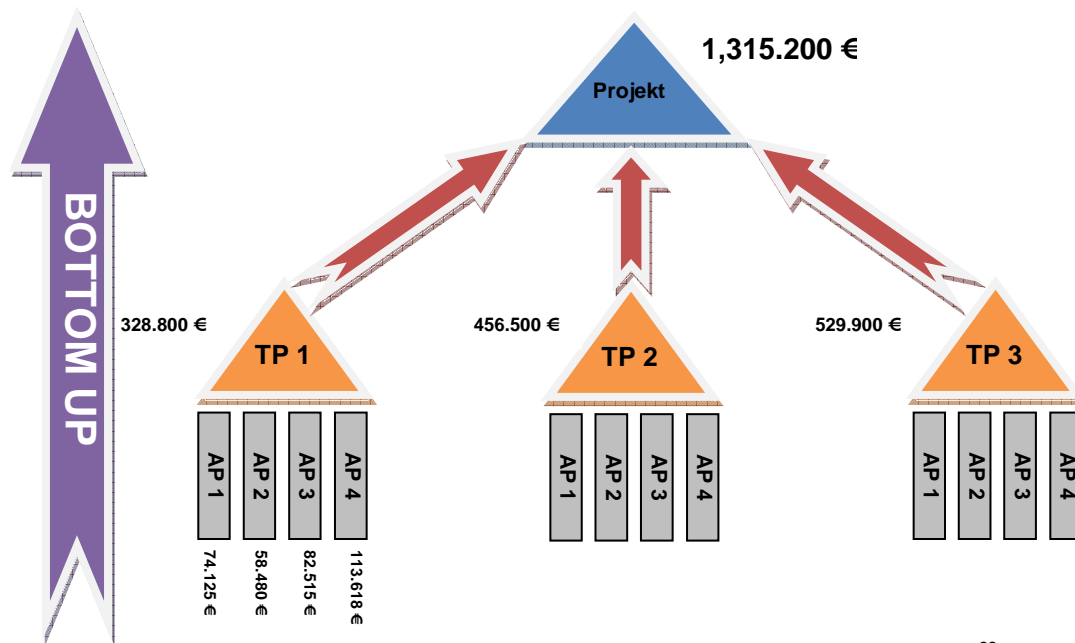 1,315.200 €
Projekt
BOTTOM UP
328.800 €
456.500 €
529.900 €
TP 1
TP 2
TP 3
AP 1
AP 2
AP 3
AP 4
AP 1
AP 2
AP 3
AP 4
AP 1
AP 2
AP 3
AP 4
74.125 €
58.480 €
82.515 €
113.618 €